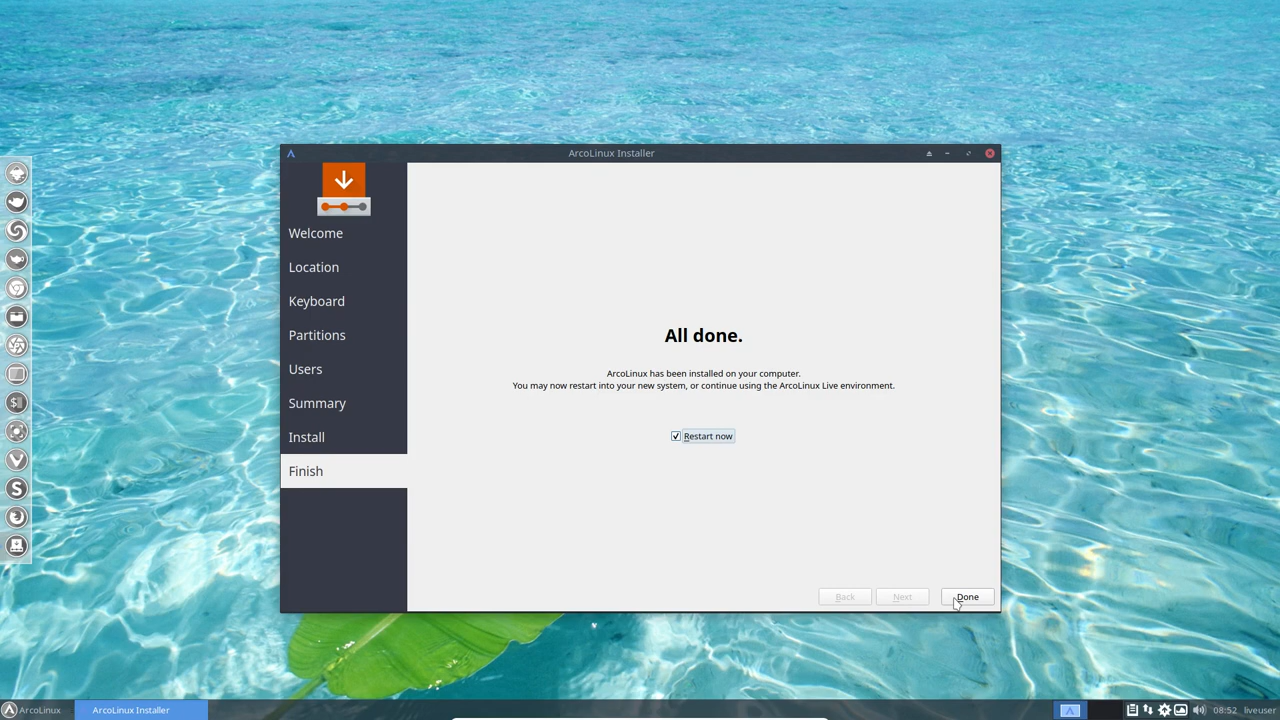 ArcoLinux Installer
Welcome
Location
Keyboard
Partitions
Users
Summary
Install
Finish
All done.
ArcoLinux has been installed on your computer.
You may now restart into your new system, or continue using the ArcoLinux Live environment.
Restart now
Back
Next
Done
ArcoLinux
ArcoLinux Installer
08:52
liveuser